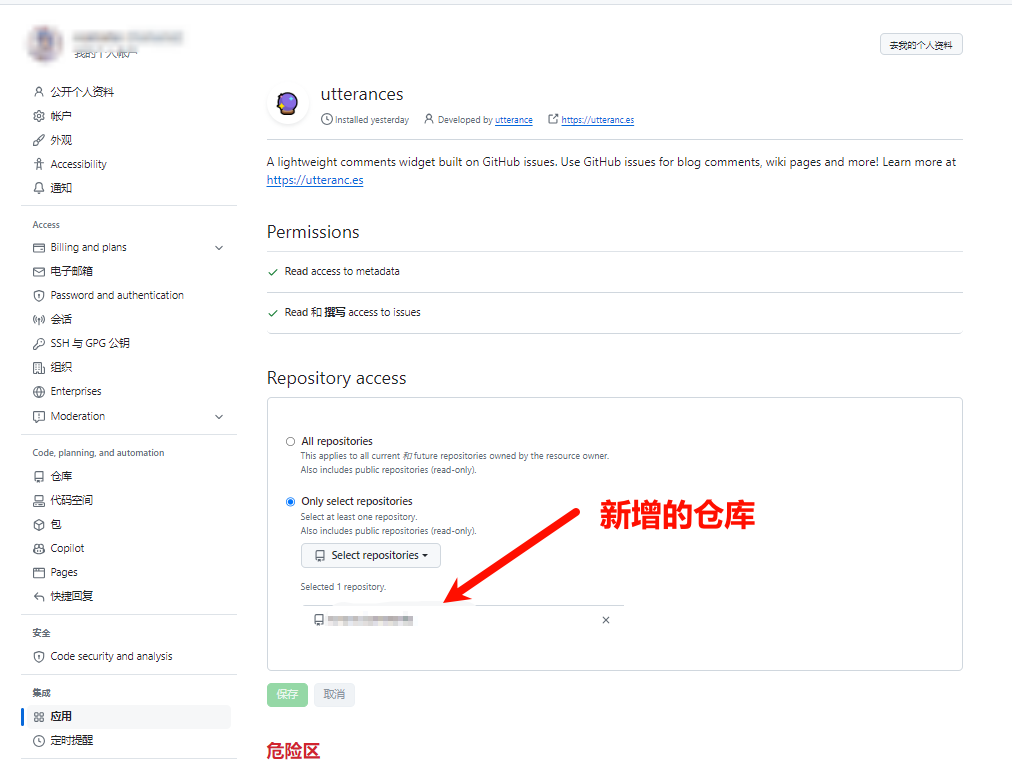 我的个人帐户
去我的个人资料
公开个人资料
帐户
外观
Accessibility
通知
Access
Billing and plans
电子邮箱
Password and authentication
会话
SSH 与 GPG 公钥
组织
Enterprises
Moderation
Code, planning, and automation
仓库
代码空间
包
Copilot
Pages
快捷回复
安全
Code security and analysis
集成
应用
定时提醒
utterances
Installed yesterday Developed by utterance https://utteranc.es
A lightweight comments widget built on GitHub issues. Use GitHub issues for blog comments, wiki pages and more! Learn more at
https://utteranc.es
Permissions
Read access to metadata
Read 和 撰写 access to issues
Repository access
All repositories
This applies to all current 和 future repositories owned by the resource owner.
Also includes public repositories (read-only).
Only select repositories
Select at least one repository.
Also includes public repositories (read-only).
Select repositories
Selected 1 repository.
新增的仓库
保存 取消
危险区